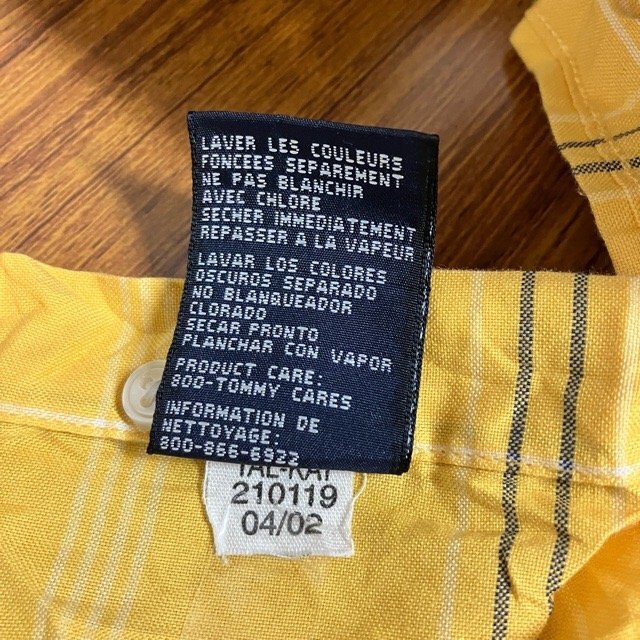 LAVER LES COULEURS
FONCEES SEPAREMENT
NE PAS BLANCHIR
AVEC CHLORE
SECHER IMMEDIATEMENT
REPASSER A LA VAPEUR
LAVAR LOS COLORES
OSCUROS SEPARADO
NO BLANQUEADOR
CLORADO
SECAR PRONTO
PLANCHAR CON VAPOR
PRODUCT CARE:
800-TOMMY CARES
INFORMATION DE
NETTOYAGE:
800-866-6922
210119
04/02